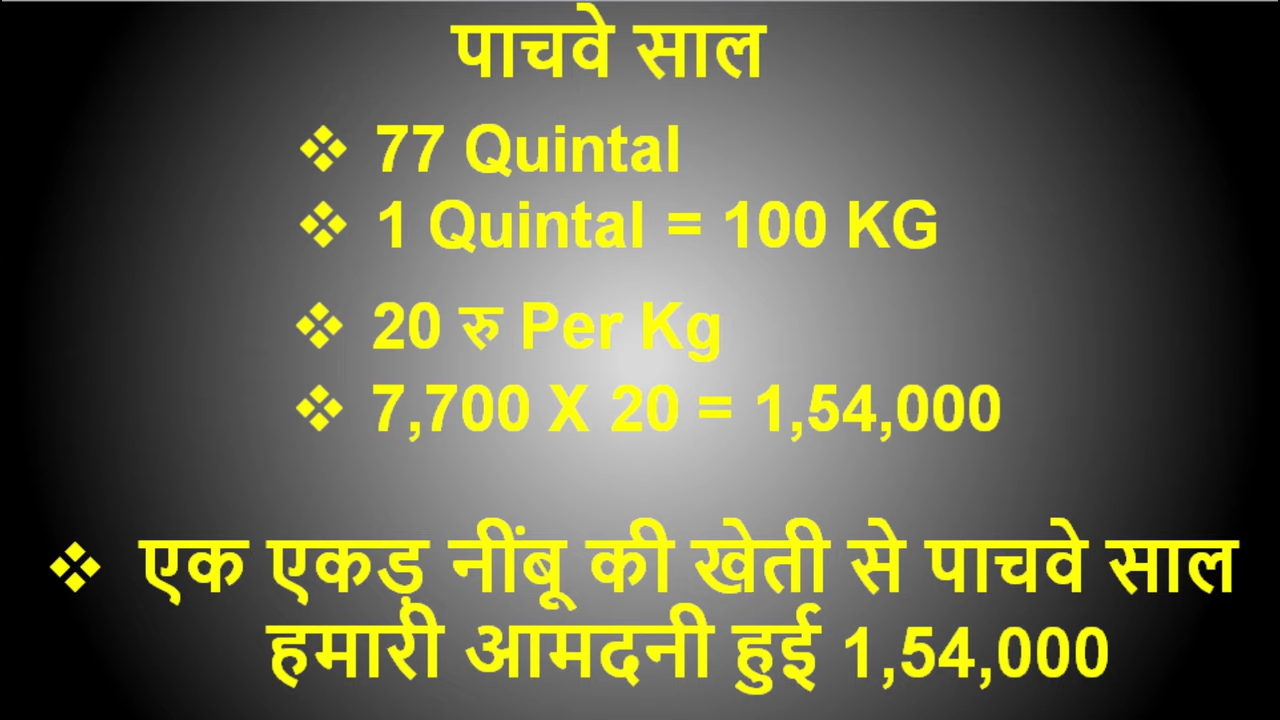 पाचवे साल
❖ 77 Quintal
❖ 1 Quintal = 100 KG
❖ 20 रु Per Kg
❖ 7,700 X 20 = 1,54,000
❖ एक एकड़ नींबू की खेती से पाचवे साल
हमारी आमदनी हुई 1,54,000